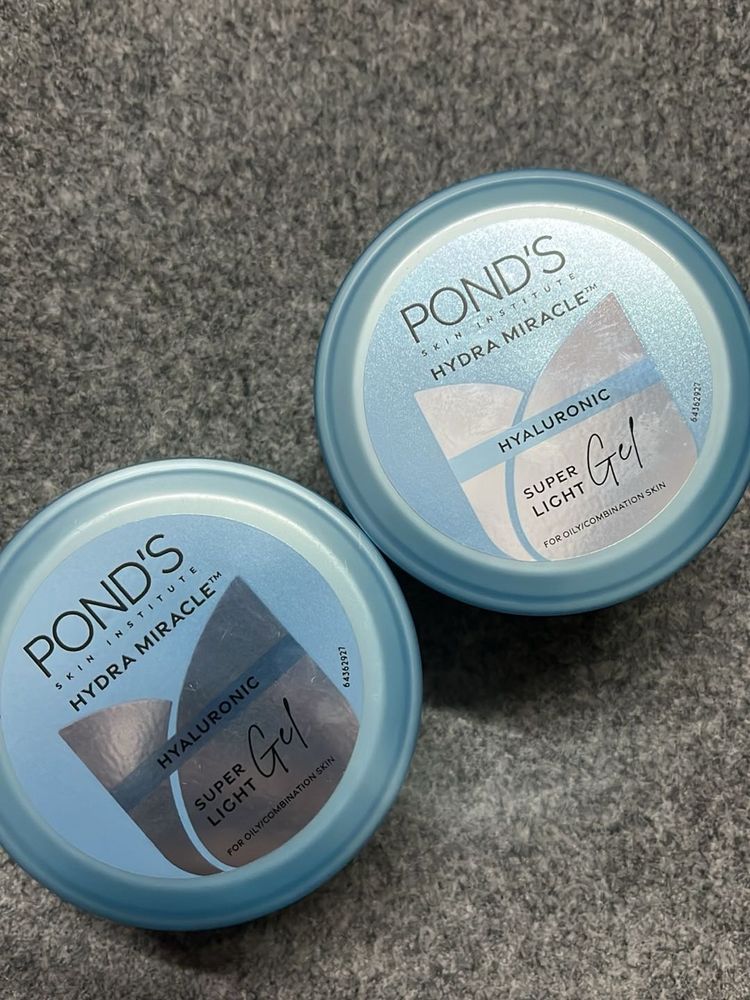 POND'S
SKIN INSTITUTE
HYDRA MIRACLE™
HYALURONIC
SUPER
LIGHT Gel
FOR OILY/COMBINATION SKIN
64362927
POND'S
SKIN INSTITUTE
HYDRA MIRACLE™
HYALURONIC
SUPER
LIGHT Gel
FOR OILY/COMBINATION SKIN
64362927